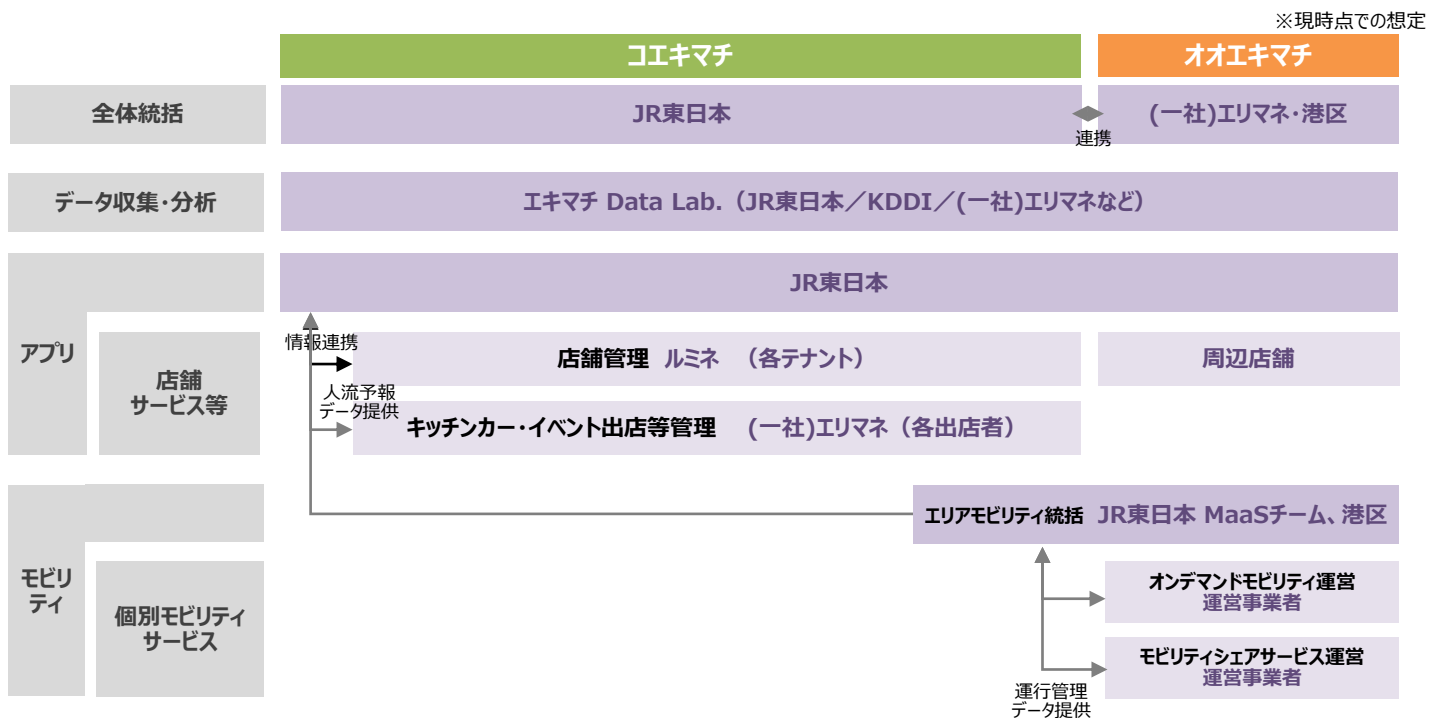 ※現時点での想定
コエキマチ
オオエキマチ
全体統括
JR東日本
連携
(一社)エリマネ・港区
データ収集・分析
エキマチ Data Lab.（JR東日本／KDDI／(一社)エリマネなど）
JR東日本
アプリ
情報連携
店舗
サービス等
店舗管理 ルミネ （各テナント）
周辺店舗
人流予報
データ提供
キッチンカー・イベント出店等管理 (一社)エリマネ（各出店者）
エリアモビリティ統括 JR東日本 MaaSチーム、港区
モビリ
ティ
個別モビリティ
サービス
オンデマンドモビリティ運営
運営事業者
モビリティシェアサービス運営
運営事業者
運行管理
データ提供